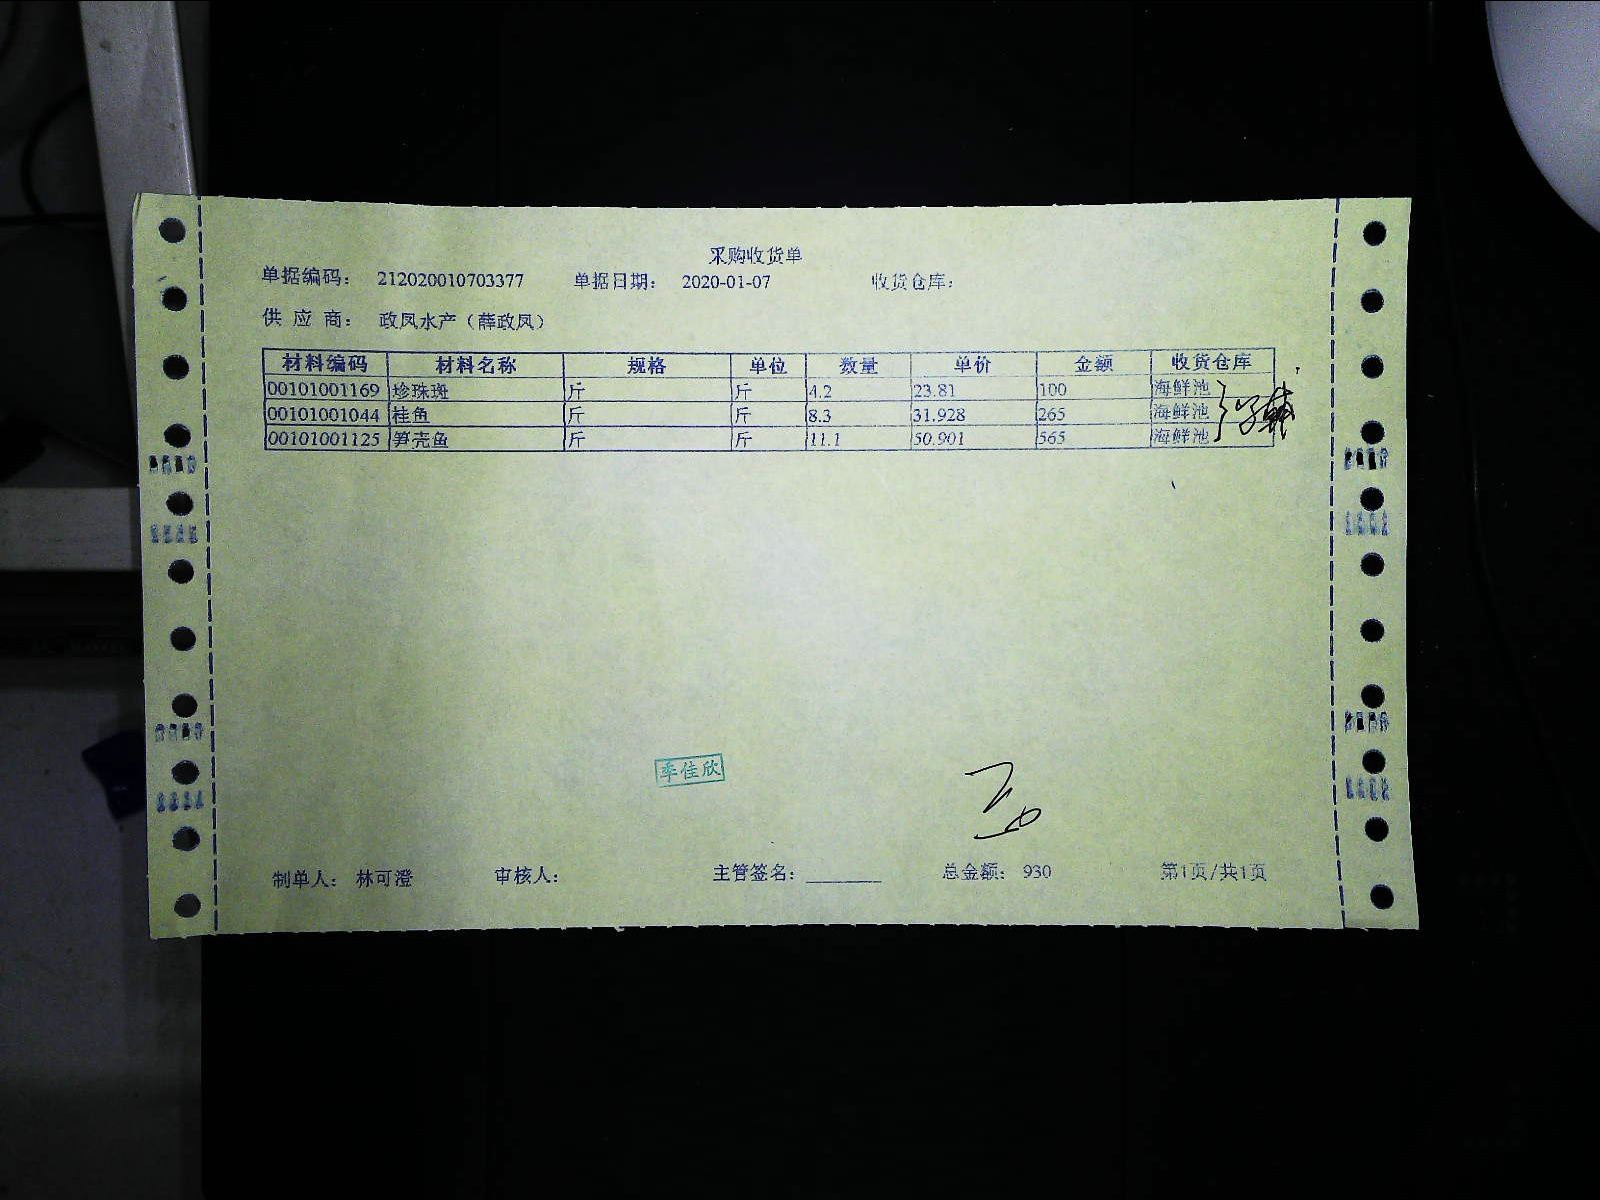 采购收货单
单据编码： 212020010703377 单据日期： 2020-01-07 收货仓库：
供 应 商： 政凤水产（薛政凤）
材料编码 材料名称 规格 单位 数量 单价 金额 收货仓库
00101001169 珍珠斑 斤 斤 4.2 23.81 100 海鲜池
00101001044 桂鱼 斤 斤 8.3 31.928 265 海鲜池
00101001125 笋壳鱼 斤 斤 11.1 50.901 565 海鲜池
季佳欣
制单人： 林可澄 审核人： 主管签名：_______ 总金额： 930 第1页/共1页